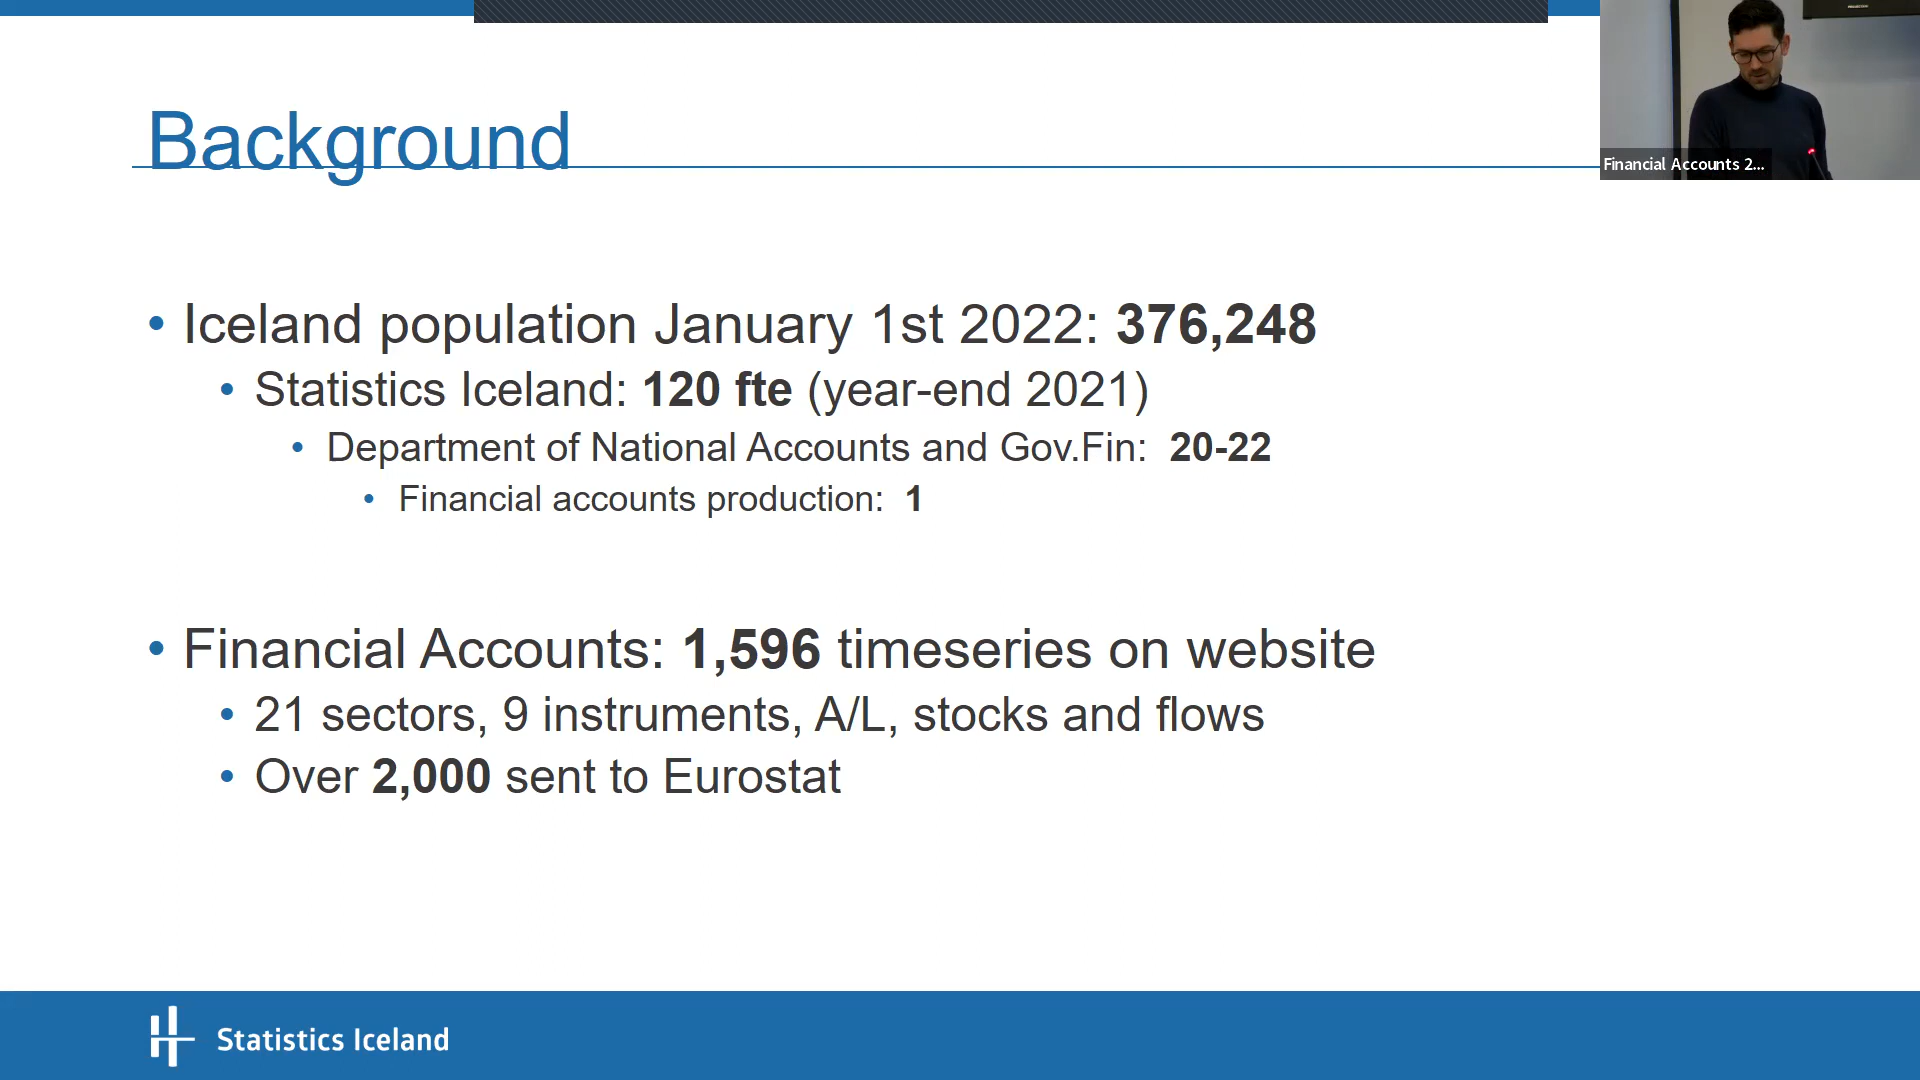 Background
• Iceland population January 1st 2022: 376,248
• Statistics Iceland: 120 fte (year-end 2021)
• Department of National Accounts and Gov.Fin: 20-22
• Financial accounts production: 1
• Financial Accounts: 1,596 timeseries on website
• 21 sectors, 9 instruments, A/L, stocks and flows
• Over 2,000 sent to Eurostat
Financial Accounts 2...
Statistics Iceland